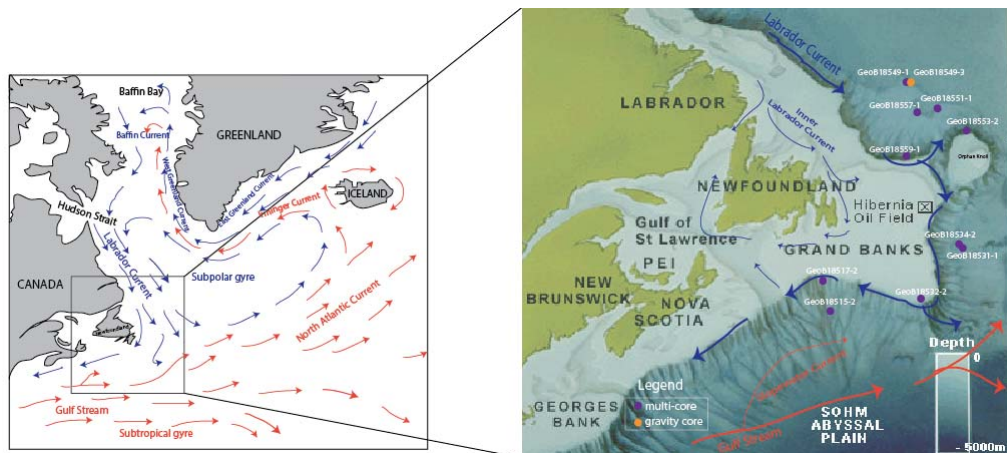 Baffin Bay
GREENLAND
Baffin Current
West Greenland Current
East Greenland Current
Irminger Current
ICELAND
Hudson Strait
Labrador Current
CANADA
Subpolar gyre
North Atlantic Current
Newfoundland
Gulf Stream
Subtropical gyre
Labrador Current
GeoB18549-1
GeoB18549-3
LABRADOR
GeoB18557-1
GeoB18551-1
GeoB18553-2
Inner
Labrador Current
GeoB18559-1
Orphan Knoll
NEWFOUNDLAND
Hibernia
Oil Field
Gulf of
St Lawrence
PEI
GRAND BANKS
GeoB18534-2
GeoB18531-1
NEW
BRUNSWICK
NOVA
SCOTIA
GeoB18517-2
GeoB18515-2
GeoB18532-2
Depth
0
Legend
multi-core
gravity core
GEORGES
BANK
Gulf Stream
SOHM
ABYSSAL
PLAIN
- 5000m